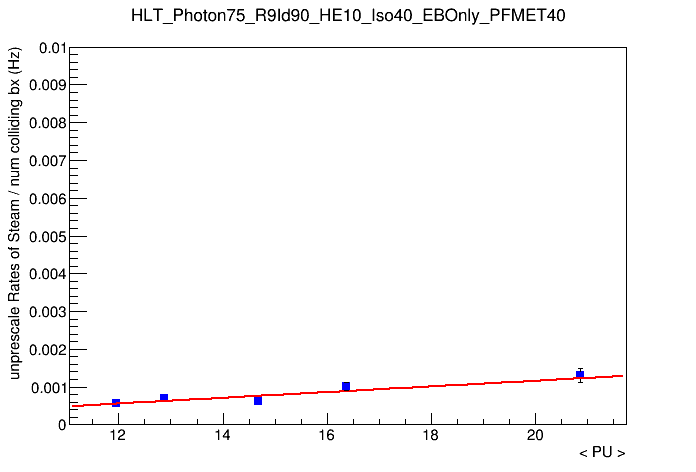 HLT_Photon75_R9Id90_HE10_Iso40_EBOnly_PFMET40
unprescale Rates of Steam / num colliding bx (Hz)
0.01
0.009
0.008
0.007
0.006
0.005
0.004
0.003
0.002
0.001
0
12 14 16 18 20
< PU >